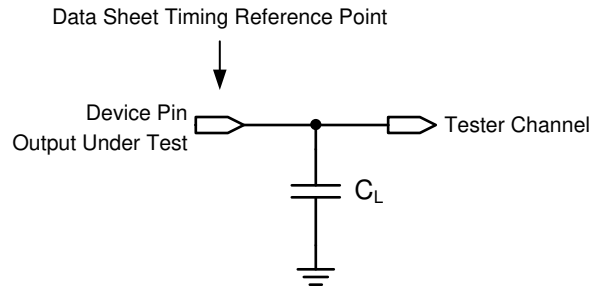 Data Sheet Timing Reference Point
Device Pin
Output Under Test
Tester Channel
CL